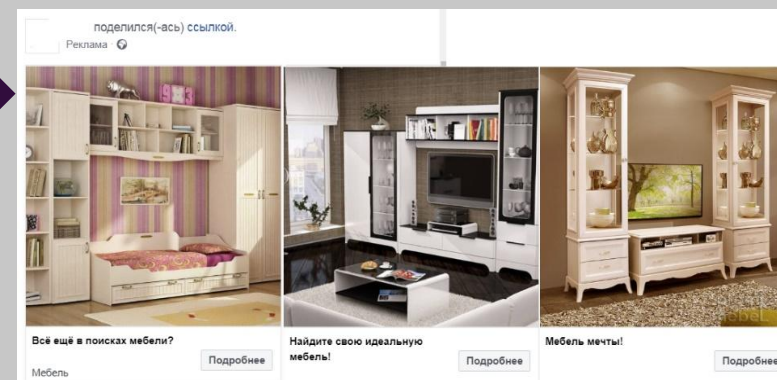 поделился(-ась) ссылкой.
Реклама
Всё ещё в поисках мебели?
Подробнее
Мебель
Найдите свою идеальную
мебель!
Подробнее
Мебель мечты!
Подробнее